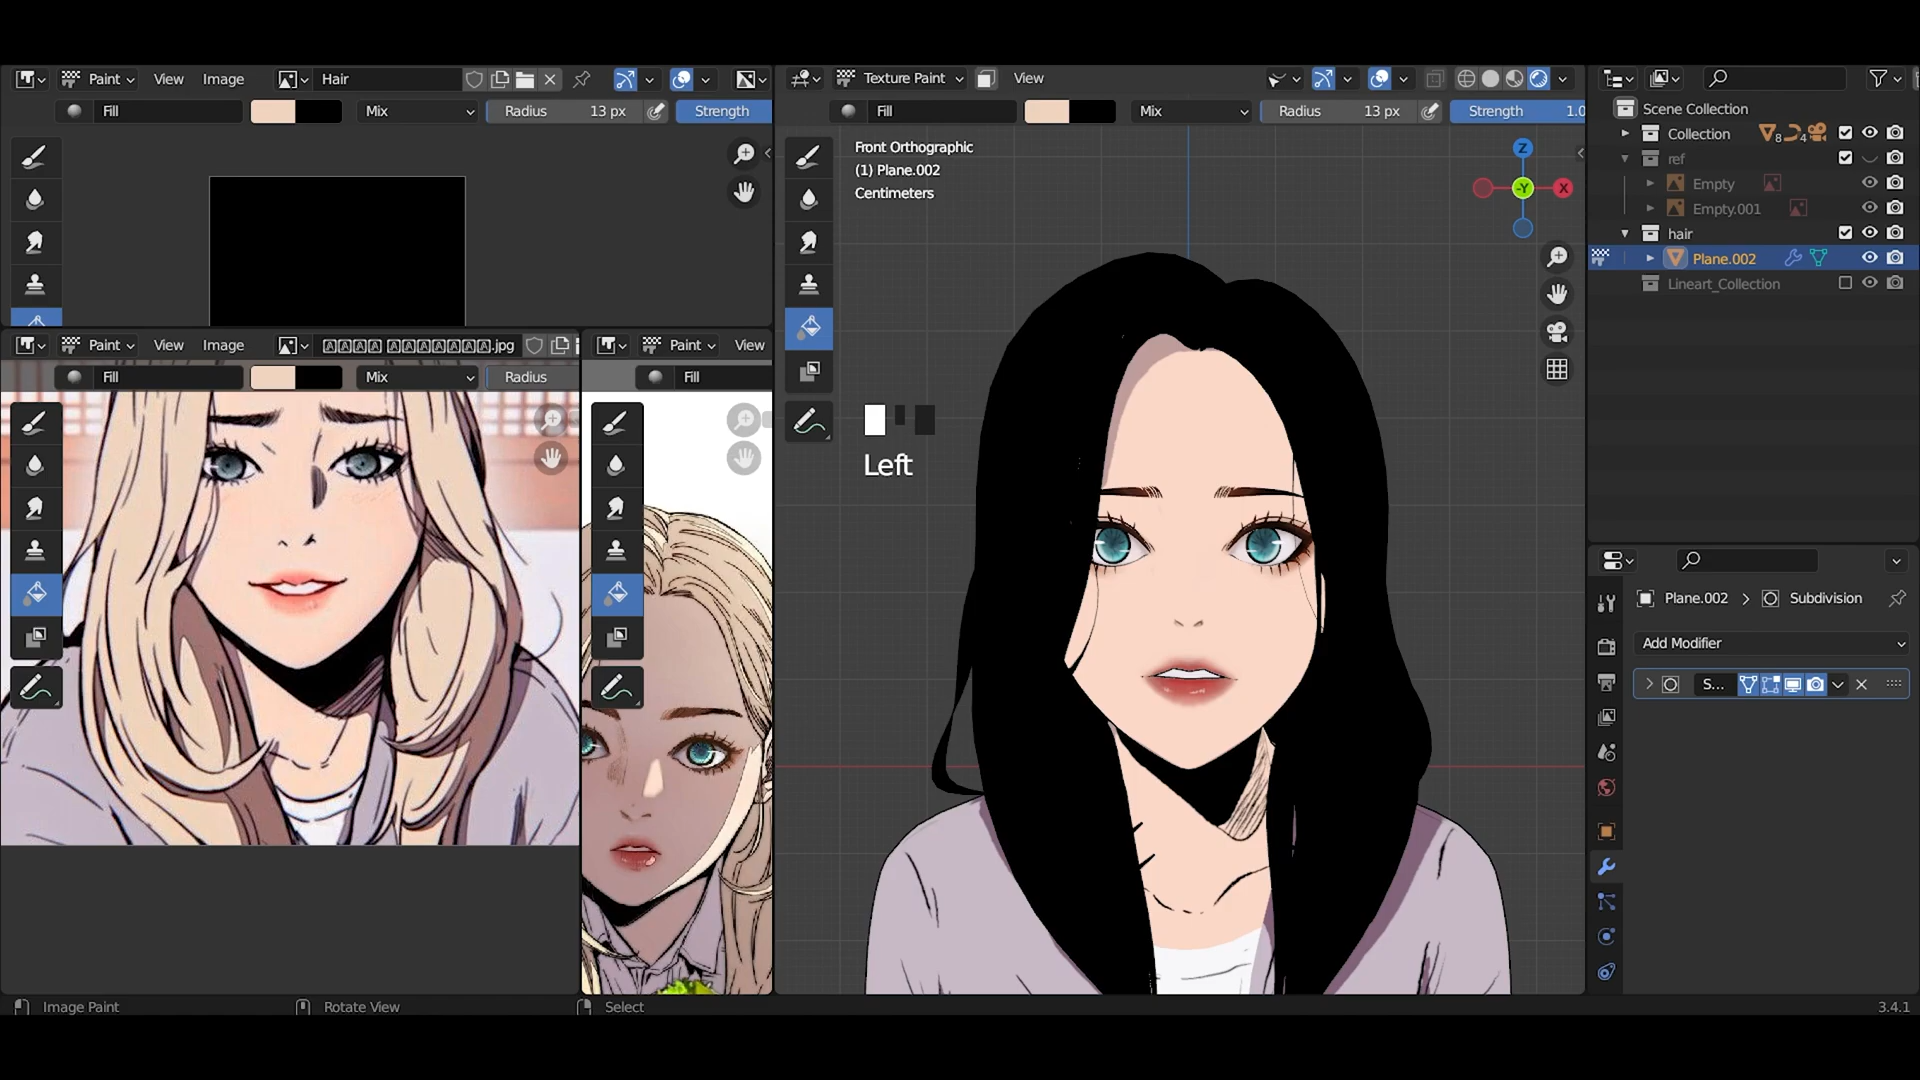 Paint View Image Hair
Fill Mix Radius 13 px Strength
Texture Paint View
Fill Mix Radius 13 px Strength 1.0
Front Orthographic
(1) Plane.002
Centimeters
Z
-Y X
Left
Paint View Image .jpg
Fill Mix Radius
Paint View
Fill
Scene Collection
Collection 8 4
ref
Empty
Empty.001
hair
Plane.002
Lineart_Collection
Plane.002 > Subdivision
Add Modifier
S...
Image Paint Rotate View Select 3.4.1